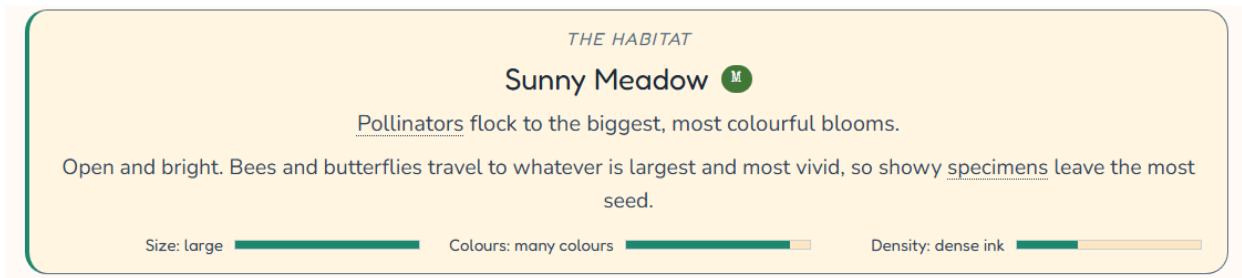 THE HABITAT
Sunny Meadow M
Pollinators flock to the biggest, most colourful blooms.
Open and bright. Bees and butterflies travel to whatever is largest and most vivid, so showy specimens leave the most
seed.
Size: large Colours: many colours Density: dense ink